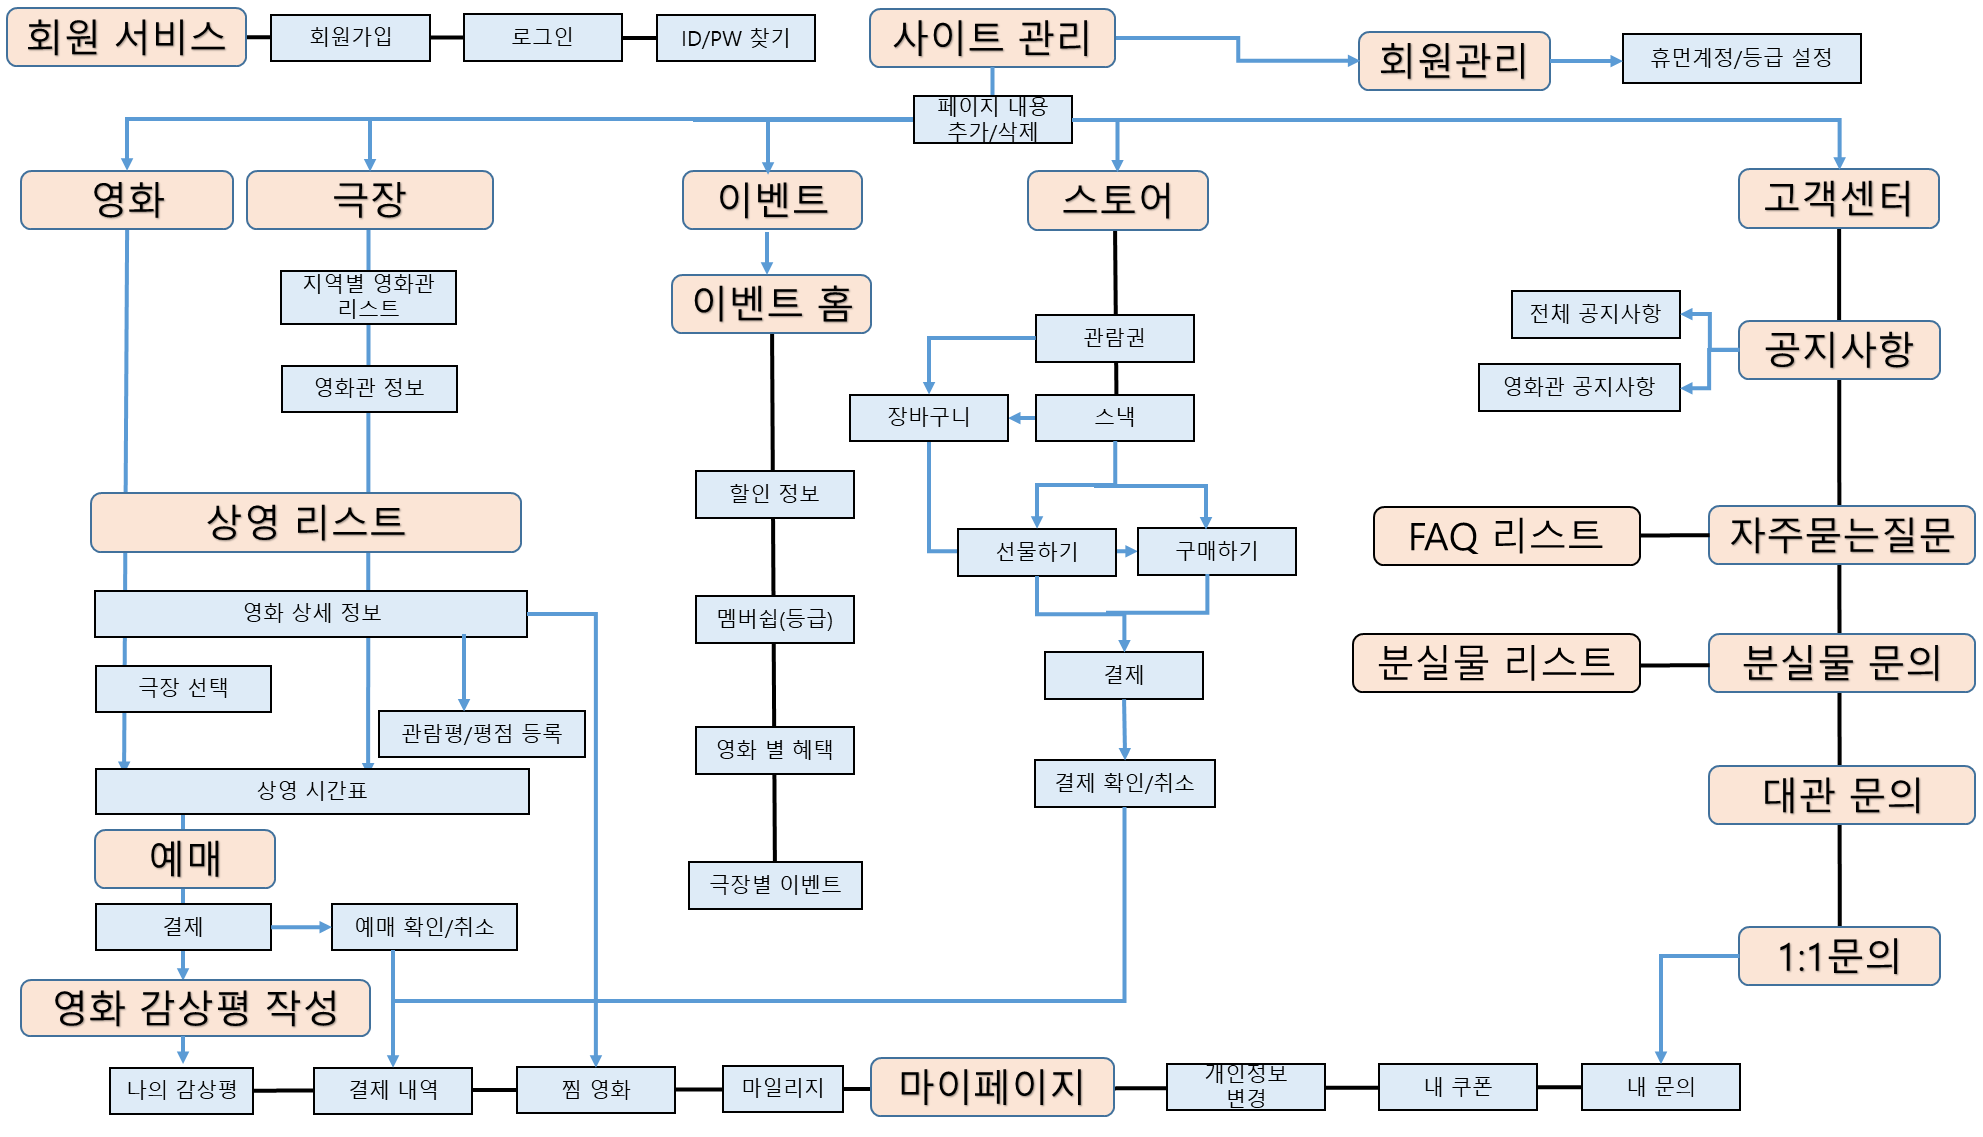 회원 서비스
회원가입
로그인
ID/PW 찾기
사이트 관리
회원관리
휴면계정/등급 설정
페이지 내용
추가/삭제
영화
극장
이벤트
스토어
고객센터
지역별 영화관
리스트
이벤트 홈
전체 공지사항
관람권
공지사항
영화관 정보
영화관 공지사항
장바구니
스낵
할인 정보
상영 리스트
FAQ 리스트
자주묻는질문
선물하기
구매하기
영화 상세 정보
멤버쉽(등급)
분실물 리스트
분실물 문의
극장 선택
결제
관람평/평점 등록
영화 별 혜택
상영 시간표
결제 확인/취소
대관 문의
예매
극장별 이벤트
결제
예매 확인/취소
1:1문의
영화 감상평 작성
나의 감상평
결제 내역
찜 영화
마일리지
마이페이지
개인정보
변경
내 쿠폰
내 문의